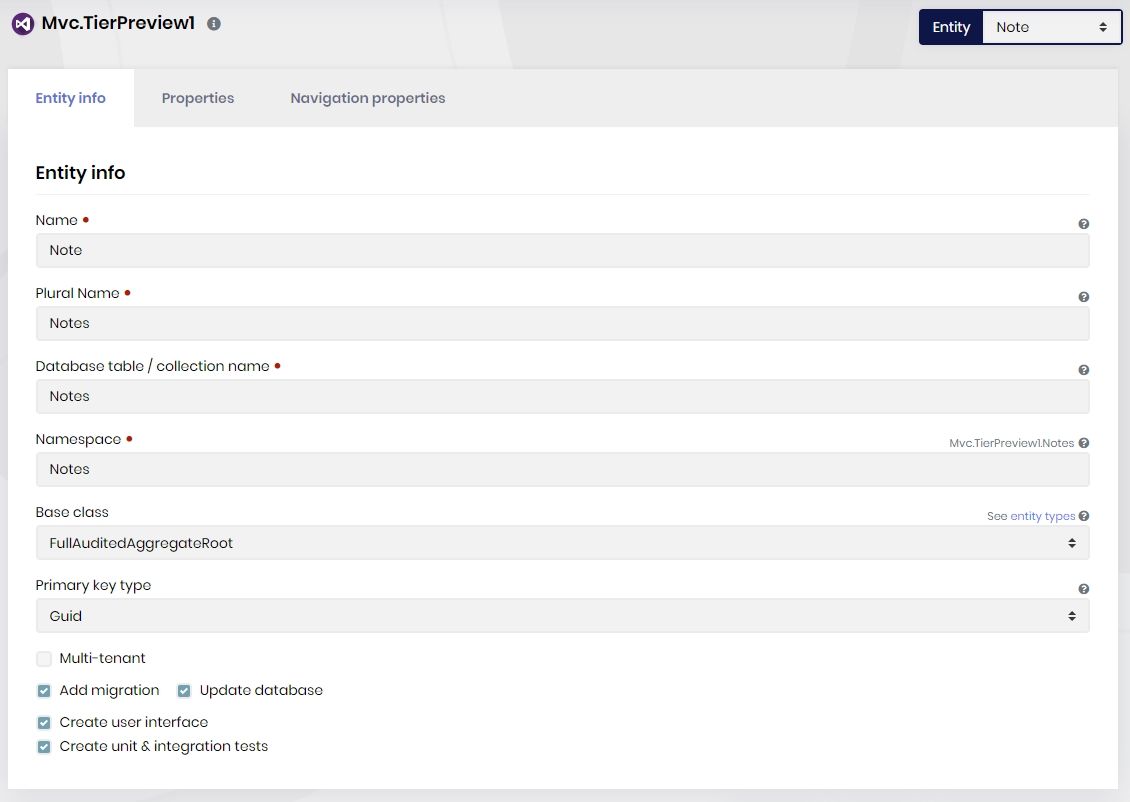 Mvc.TierPreview1
Entity Note
Entity info Properties Navigation properties
Entity info
Name
Note
Plural Name
Notes
Database table / collection name
Notes
Namespace Mvc.TierPreview1.Notes
Notes
Base class See entity types
FullAuditedAggregateRoot
Primary key type
Guid
Multi-tenant
Add migration Update database
Create user interface
Create unit & integration tests